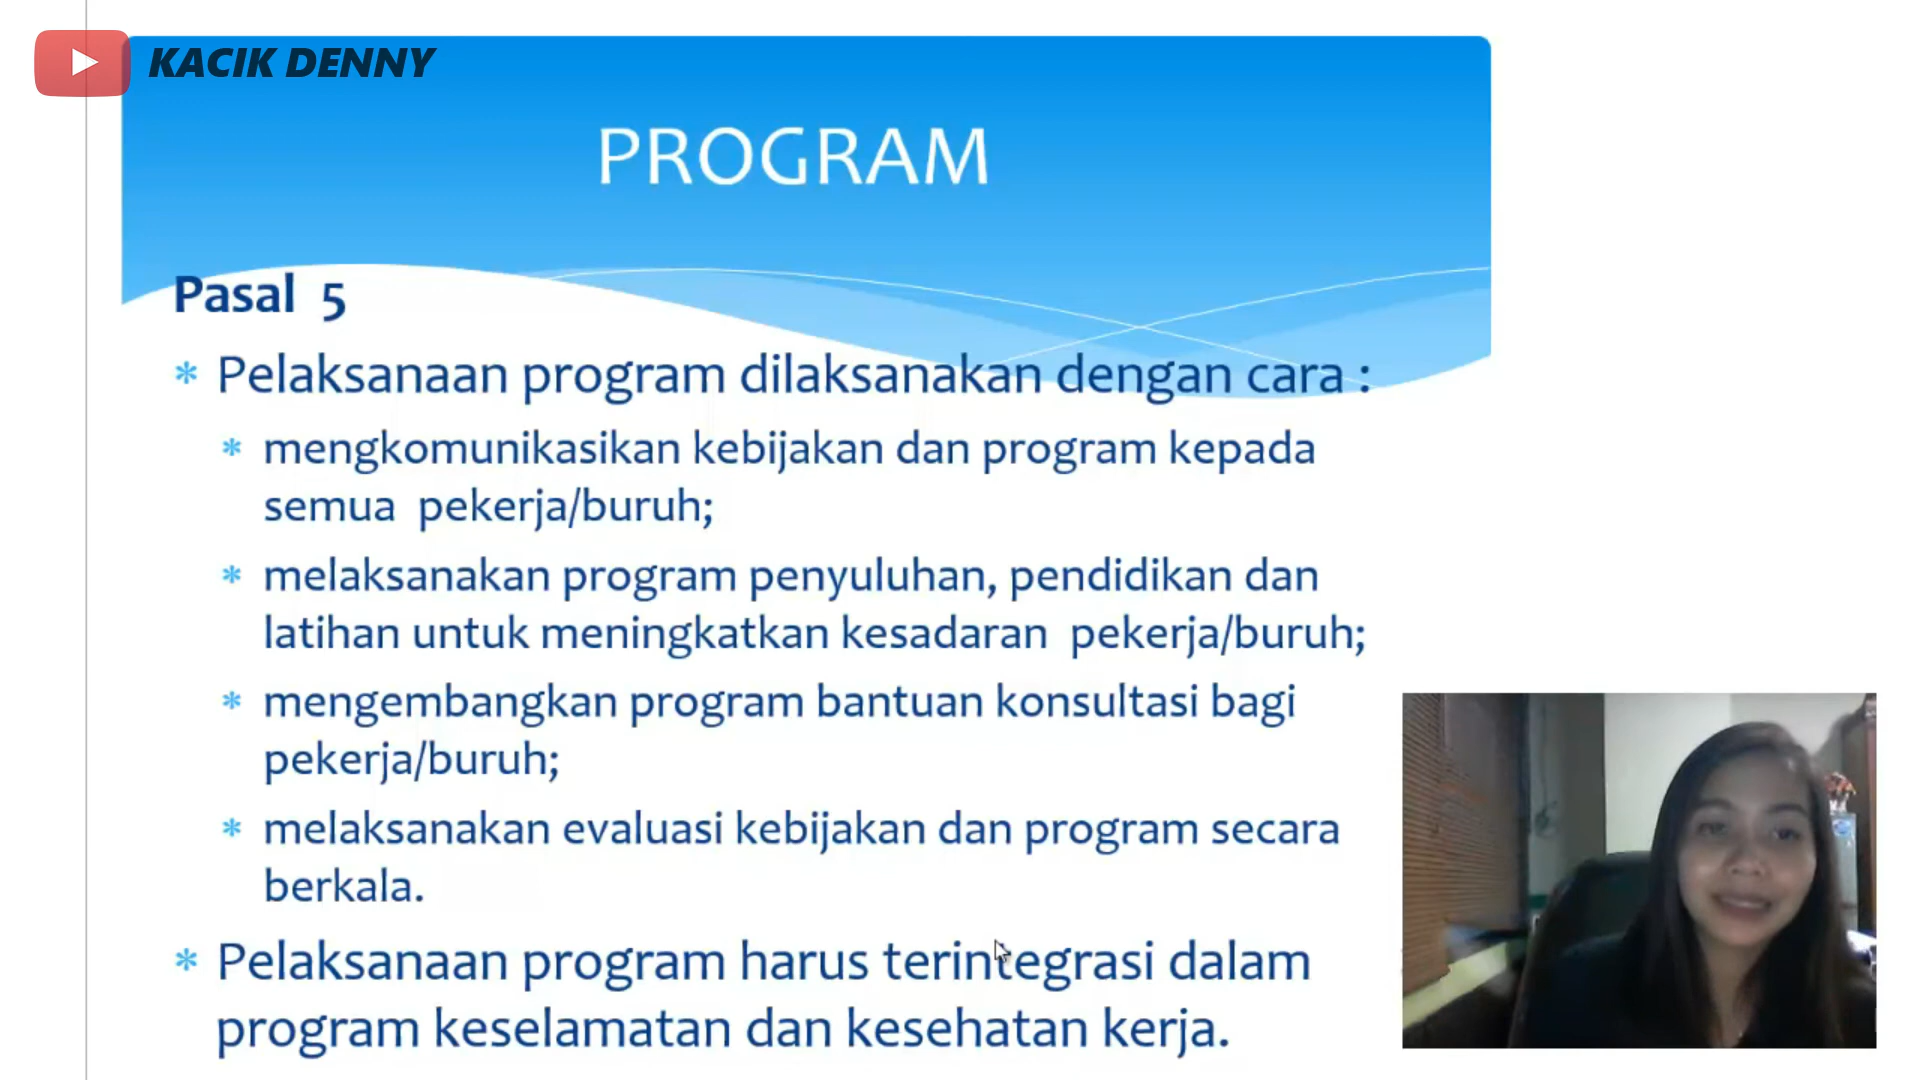 KACIK DENNY
PROGRAM
Pasal 5
* Pelaksanaan program dilaksanakan dengan cara :
* mengkomunikasikan kebijakan dan program kepada
semua pekerja/buruh;
* melaksanakan program penyuluhan, pendidikan dan
latihan untuk meningkatkan kesadaran pekerja/buruh;
* mengembangkan program bantuan konsultasi bagi
pekerja/buruh;
* melaksanakan evaluasi kebijakan dan program secara
berkala.
* Pelaksanaan program harus terintegrasi dalam
program keselamatan dan kesehatan kerja.